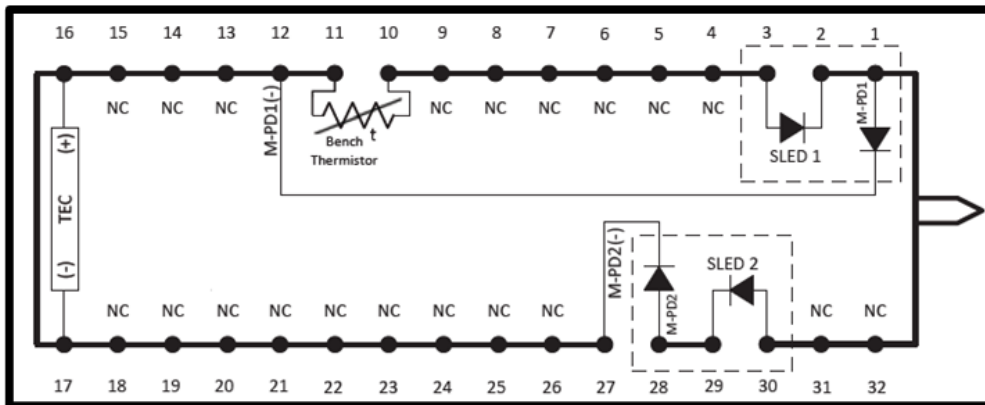 16 15 14 13 12 11 10 9 8 7 6 5 4 3 2 1
NC NC NC NC NC NC NC NC NC
M-PD1(-)
Bench
Thermistor
t
SLED 1
M-PD1
(+)
TEC
(-)
M-PD2(-)
SLED 2
M-PD2
NC NC NC NC NC NC NC NC NC NC NC
17 18 19 20 21 22 23 24 25 26 27 28 29 30 31 32